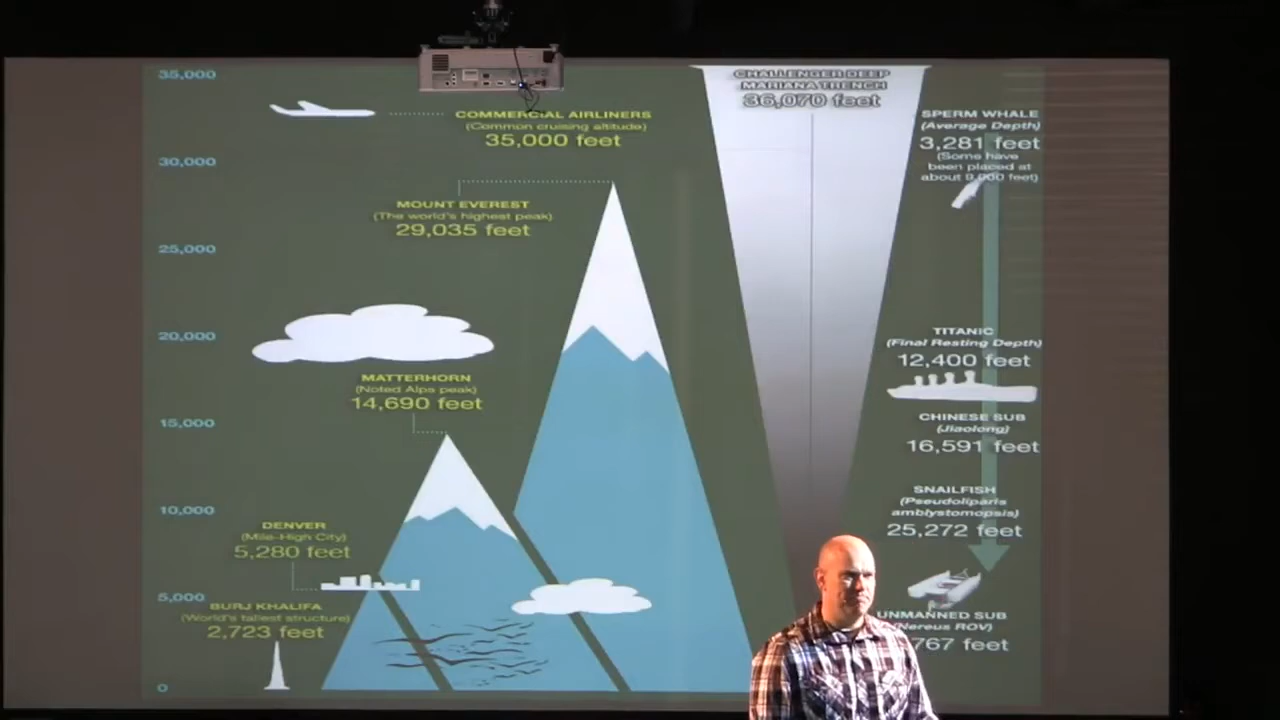 35,000
30,000
25,000
20,000
15,000
10,000
5,000
0
COMMERCIAL AIRLINERS
(Common cruising altitude)
35,000 feet
MOUNT EVEREST
(The world's highest peak)
29,035 feet
MATTERHORN
(Noted Alps peak)
14,690 feet
DENVER
(Mile-High City)
5,280 feet
BURJ KHALIFA
(World's tallest structure)
2,723 feet
CHALLENGER DEEP
MARIANA TRENCH
36,070 feet
SPERM WHALE
(Average Depth)
3,281 feet
(Some have
been placed at
about feet)
TITANIC
(Final Resting Depth)
12,400 feet
CHINESE SUB
(Jiaolong)
16,591 feet
SNAILFISH
(Pseudoliparis
amblystomopsis)
25,272 feet
UNMANNED SUB
(Nereus ROV)
767 feet